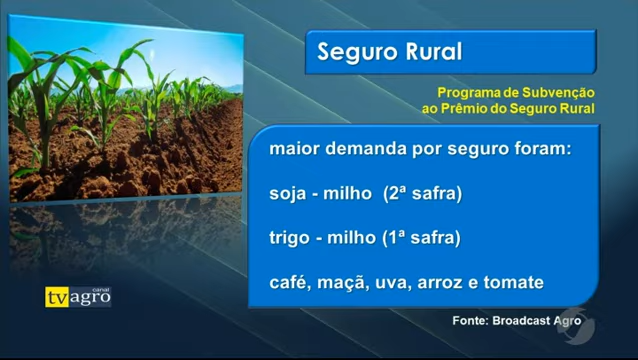 Seguro Rural
Programa de Subvenção
ao Prêmio do Seguro Rural
maior demanda por seguro foram:
soja - milho (2ª safra)
trigo - milho (1ª safra)
café, maçã, uva, arroz e tomate
canal
tv agro
Fonte: Broadcast Agro